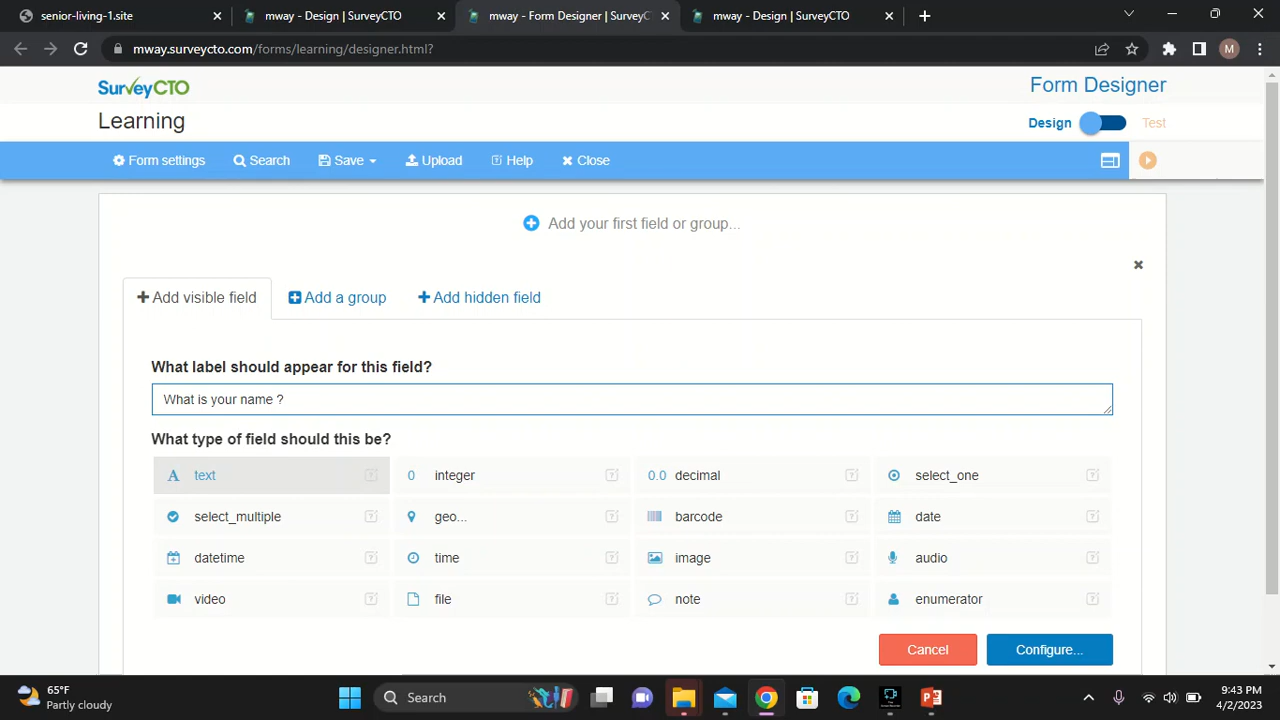 senior-living-1.site
mway - Design | SurveyCTO
mway - Form Designer | SurveyC
mway - Design | SurveyCTO
mway.surveycto.com/forms/learning/designer.html?
M
SurveyCTO
Form Designer
Learning
Design
Test
Form settings
Search
Save
Upload
Help
Close
Add your first field or group...
Add visible field
Add a group
Add hidden field
What label should appear for this field?
What is your name ?
What type of field should this be?
A text
0 integer
0.0 decimal
select_one
select_multiple
geo...
barcode
date
datetime
time
image
audio
video
file
note
enumerator
Cancel
Configure...
65°F
Partly cloudy
Search
9:43 PM
4/2/2023